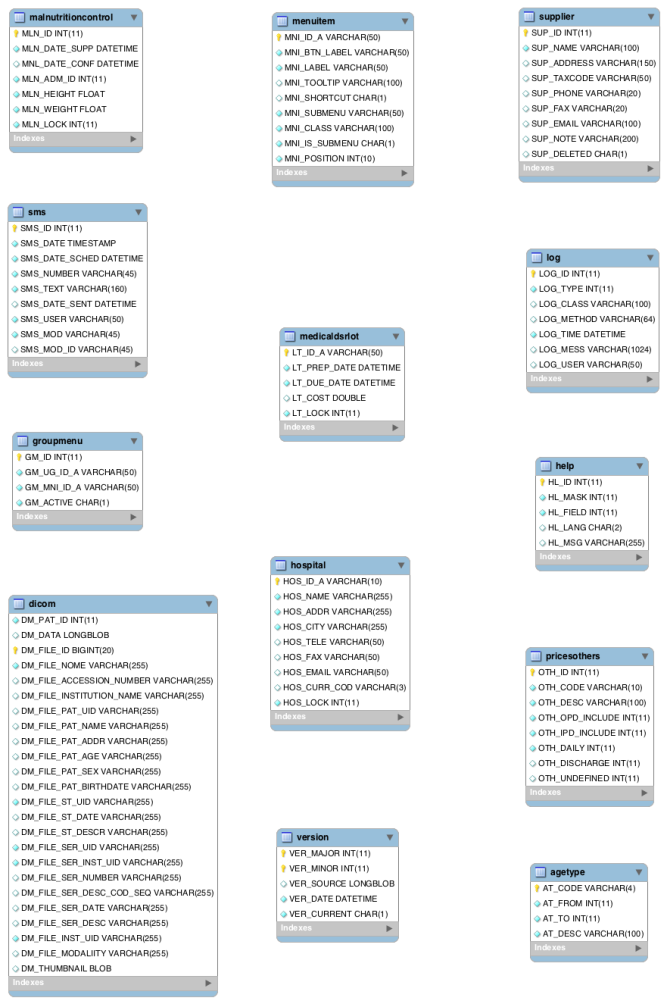 malnutritioncontrol
MLN_ID INT(11)
MLN_DATE_SUPP DATETIME
MNL_DATE_CONF DATETIME
MLN_ADM_ID INT(11)
MLN_HEIGHT FLOAT
MLN_WEIGHT FLOAT
MLN_LOCK INT(11)
Indexes
menuitem
MNI_ID_A VARCHAR(50)
MNI_BTN_LABEL VARCHAR(50)
MNI_LABEL VARCHAR(50)
MNI_TOOLTIP VARCHAR(100)
MNI_SHORTCUT CHAR(1)
MNI_SUBMENU VARCHAR(50)
MNI_CLASS VARCHAR(100)
MNI_IS_SUBMENU CHAR(1)
MNI_POSITION INT(10)
Indexes
supplier
SUP_ID INT(11)
SUP_NAME VARCHAR(100)
SUP_ADDRESS VARCHAR(150)
SUP_TAXCODE VARCHAR(50)
SUP_PHONE VARCHAR(20)
SUP_FAX VARCHAR(20)
SUP_EMAIL VARCHAR(100)
SUP_NOTE VARCHAR(200)
SUP_DELETED CHAR(1)
Indexes
sms
SMS_ID INT(11)
SMS_DATE TIMESTAMP
SMS_DATE_SCHED DATETIME
SMS_NUMBER VARCHAR(45)
SMS_TEXT VARCHAR(160)
SMS_DATE_SENT DATETIME
SMS_USER VARCHAR(50)
SMS_MOD VARCHAR(45)
SMS_MOD_ID VARCHAR(45)
Indexes
log
LOG_ID INT(11)
LOG_TYPE INT(11)
LOG_CLASS VARCHAR(100)
LOG_METHOD VARCHAR(64)
LOG_TIME DATETIME
LOG_MESS VARCHAR(1024)
LOG_USER VARCHAR(50)
Indexes
medicaldsrlot
LT_ID_A VARCHAR(50)
LT_PREP_DATE DATETIME
LT_DUE_DATE DATETIME
LT_COST DOUBLE
LT_LOCK INT(11)
Indexes
groupmenu
GM_ID INT(11)
GM_UG_ID_A VARCHAR(50)
GM_MNI_ID_A VARCHAR(50)
GM_ACTIVE CHAR(1)
Indexes
help
HL_ID INT(11)
HL_MASK INT(11)
HL_FIELD INT(11)
HL_LANG CHAR(2)
HL_MSG VARCHAR(255)
Indexes
hospital
HOS_ID_A VARCHAR(10)
HOS_NAME VARCHAR(255)
HOS_ADDR VARCHAR(255)
HOS_CITY VARCHAR(255)
HOS_TELE VARCHAR(50)
HOS_FAX VARCHAR(50)
HOS_EMAIL VARCHAR(50)
HOS_CURR_COD VARCHAR(3)
HOS_LOCK INT(11)
Indexes
dicom
DM_PAT_ID INT(11)
DM_DATA LONGBLOB
DM_FILE_ID BIGINT(20)
DM_FILE_NOME VARCHAR(255)
DM_FILE_ACCESSION_NUMBER VARCHAR(255)
DM_FILE_INSTITUTION_NAME VARCHAR(255)
DM_FILE_PAT_UID VARCHAR(255)
DM_FILE_PAT_NAME VARCHAR(255)
DM_FILE_PAT_ADDR VARCHAR(255)
DM_FILE_PAT_AGE VARCHAR(255)
DM_FILE_PAT_SEX VARCHAR(255)
DM_FILE_PAT_BIRTHDATE VARCHAR(255)
DM_FILE_ST_UID VARCHAR(255)
DM_FILE_ST_DATE VARCHAR(255)
DM_FILE_ST_DESCR VARCHAR(255)
DM_FILE_SER_UID VARCHAR(255)
DM_FILE_SER_INST_UID VARCHAR(255)
DM_FILE_SER_NUMBER VARCHAR(255)
DM_FILE_SER_DESC_COD_SEQ VARCHAR(255)
DM_FILE_SER_DATE VARCHAR(255)
DM_FILE_SER_DESC VARCHAR(255)
DM_FILE_INST_UID VARCHAR(255)
DM_FILE_MODALIITY VARCHAR(255)
DM_THUMBNAIL BLOB
Indexes
pricesothers
OTH_ID INT(11)
OTH_CODE VARCHAR(10)
OTH_DESC VARCHAR(100)
OTH_OPD_INCLUDE INT(11)
OTH_IPD_INCLUDE INT(11)
OTH_DAILY INT(11)
OTH_DISCHARGE INT(11)
OTH_UNDEFINED INT(11)
Indexes
version
VER_MAJOR INT(11)
VER_MINOR INT(11)
VER_SOURCE LONGBLOB
VER_DATE DATETIME
VER_CURRENT CHAR(1)
Indexes
agetype
AT_CODE VARCHAR(4)
AT_FROM INT(11)
AT_TO INT(11)
AT_DESC VARCHAR(100)
Indexes